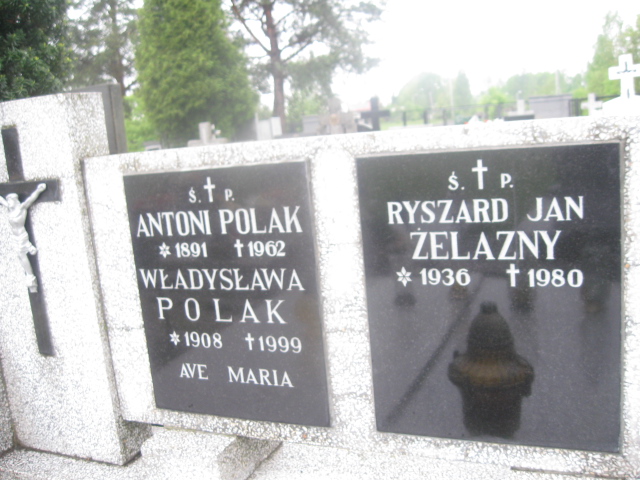 Ś. ✝ P.
ANTONI POLAK
✡ 1891 ✝ 1962
WŁADYSŁAWA
POLAK
✡ 1908 ✝ 1999
AVE MARIA
Ś. ✝ P.
RYSZARD JAN
ŻELAZNY
✡ 1936 ✝ 1980